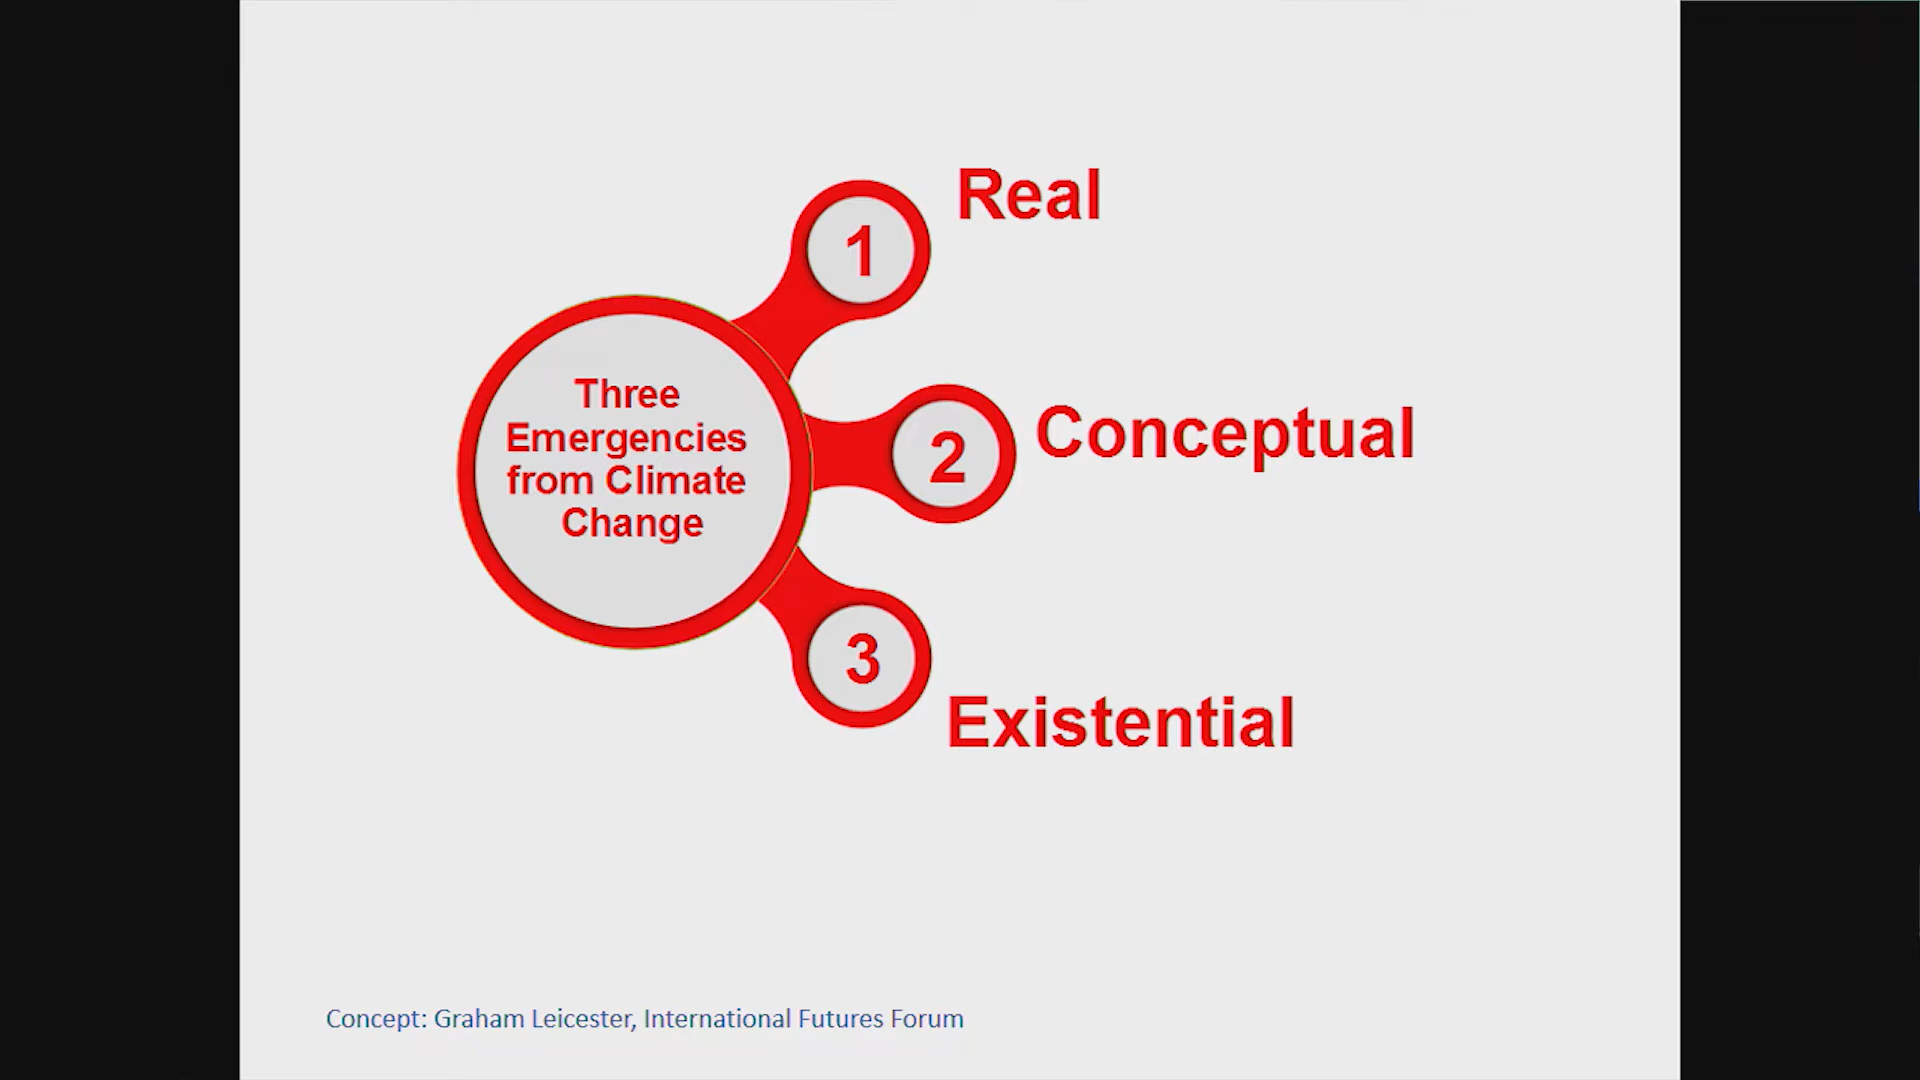 Three
Emergencies
from Climate
Change
1
Real
2
Conceptual
3
Existential
Concept: Graham Leicester, International Futures Forum